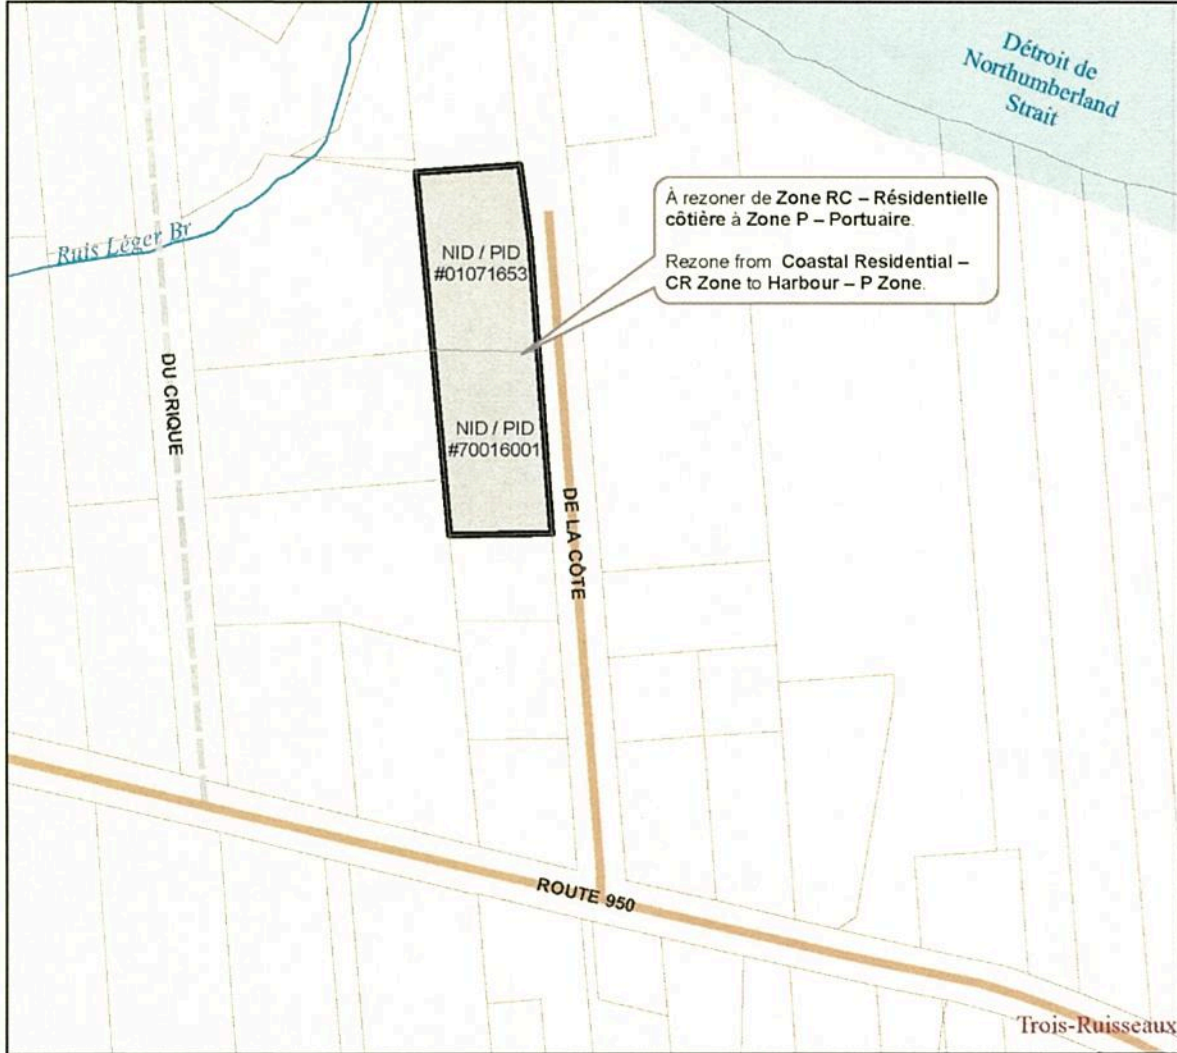 Détroit de
Northumberland
Strait
À rezoner de Zone RC – Résidentielle
côtière à Zone P – Portuaire.
Rezone from Coastal Residential –
CR Zone to Harbour – P Zone.
Ruis Léger Br
NID / PID
#01071653
DU CRIQUE
NID / PID
#70016001
DE LA CÔTE
ROUTE 950
Trois-Ruisseaux